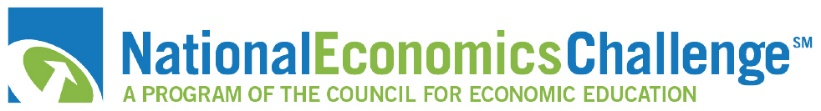 NationalEconomicsChallenge℠
A PROGRAM OF THE COUNCIL FOR ECONOMIC EDUCATION